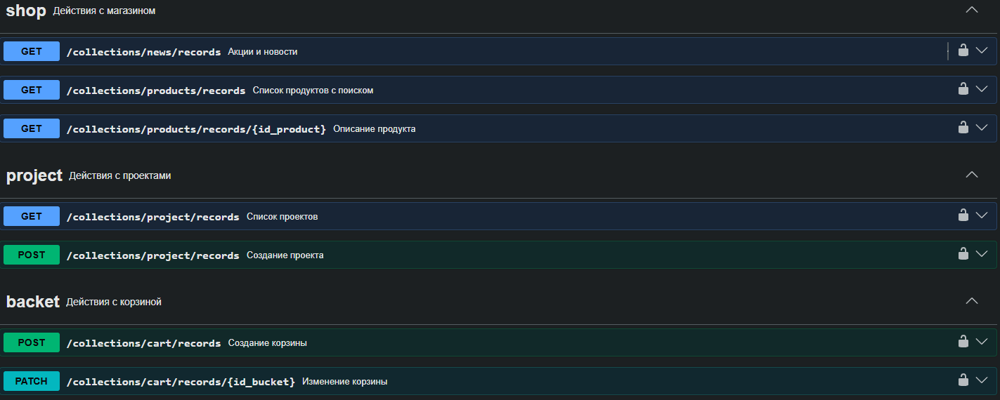 shop Действия с магазином
GET /collections/news/records Акции и новости
GET /collections/products/records Список продуктов с поиском
GET /collections/products/records/{id_product} Описание продукта
project Действия с проектами
GET /collections/project/records Список проектов
POST /collections/project/records Создание проекта
backet Действия с корзиной
POST /collections/cart/records Создание корзины
PATCH /collections/cart/records/{id_bucket} Изменение корзины